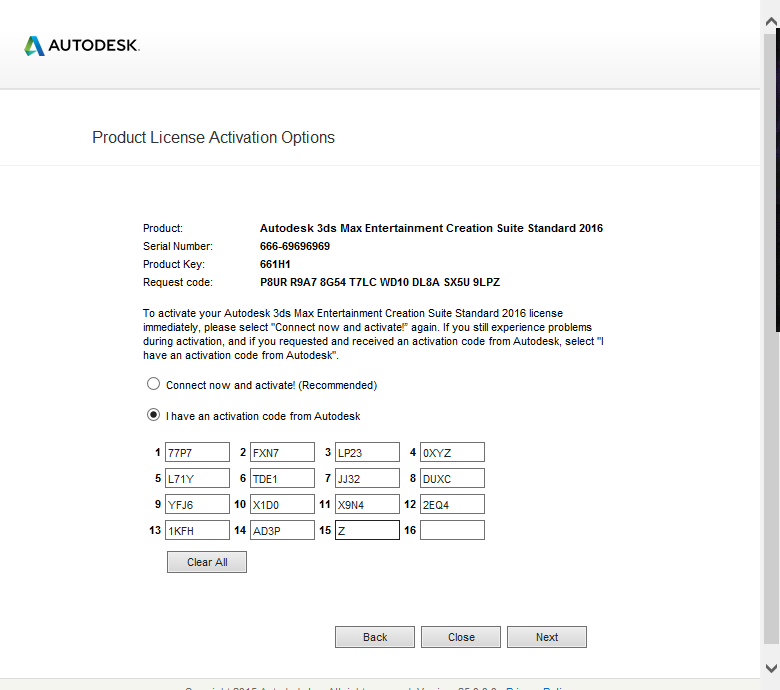 AUTODESK.
Product License Activation Options
Product: Autodesk 3ds Max Entertainment Creation Suite Standard 2016
Serial Number: 666-69696969
Product Key: 661H1
Request code: P8UR R9A7 8G54 T7LC WD10 DL8A SX5U 9LPZ
To activate your Autodesk 3ds Max Entertainment Creation Suite Standard 2016 license
immediately, please select "Connect now and activate!" again. If you still experience problems
during activation, and if you requested and received an activation code from Autodesk, select "I
have an activation code from Autodesk".
Connect now and activate! (Recommended)
I have an activation code from Autodesk
1 77P7 2 FXN7 3 LP23 4 0XYZ
5 L71Y 6 TDE1 7 JJ32 8 DUXC
9 YFJ6 10 X1D0 11 X9N4 12 2EQ4
13 1KFH 14 AD3P 15 Z 16
Clear All
Back Close Next